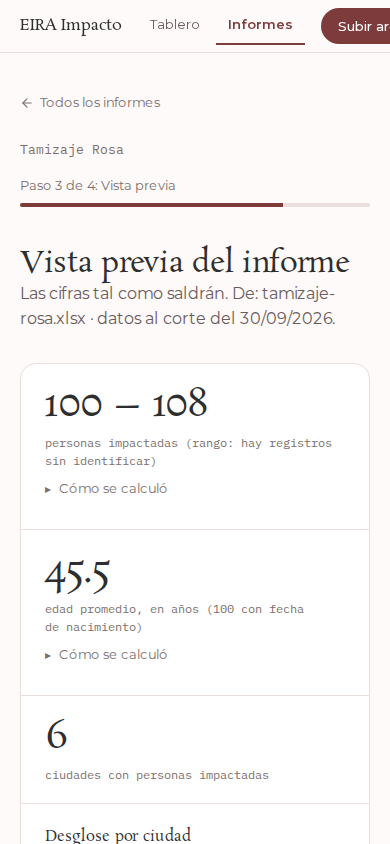 EIRA Impacto Tablero Informes Subir ar
← Todos los informes
Tamizaje Rosa
Paso 3 de 4: Vista previa
Vista previa del informe
Las cifras tal como saldrán. De: tamizaje-
rosa.xlsx · datos al corte del 30/09/2026.
100 – 108
personas impactadas (rango: hay registros
sin identificar)
▸ Cómo se calculó
45.5
edad promedio, en años (100 con fecha
de nacimiento)
▸ Cómo se calculó
6
ciudades con personas impactadas
Desglose por ciudad